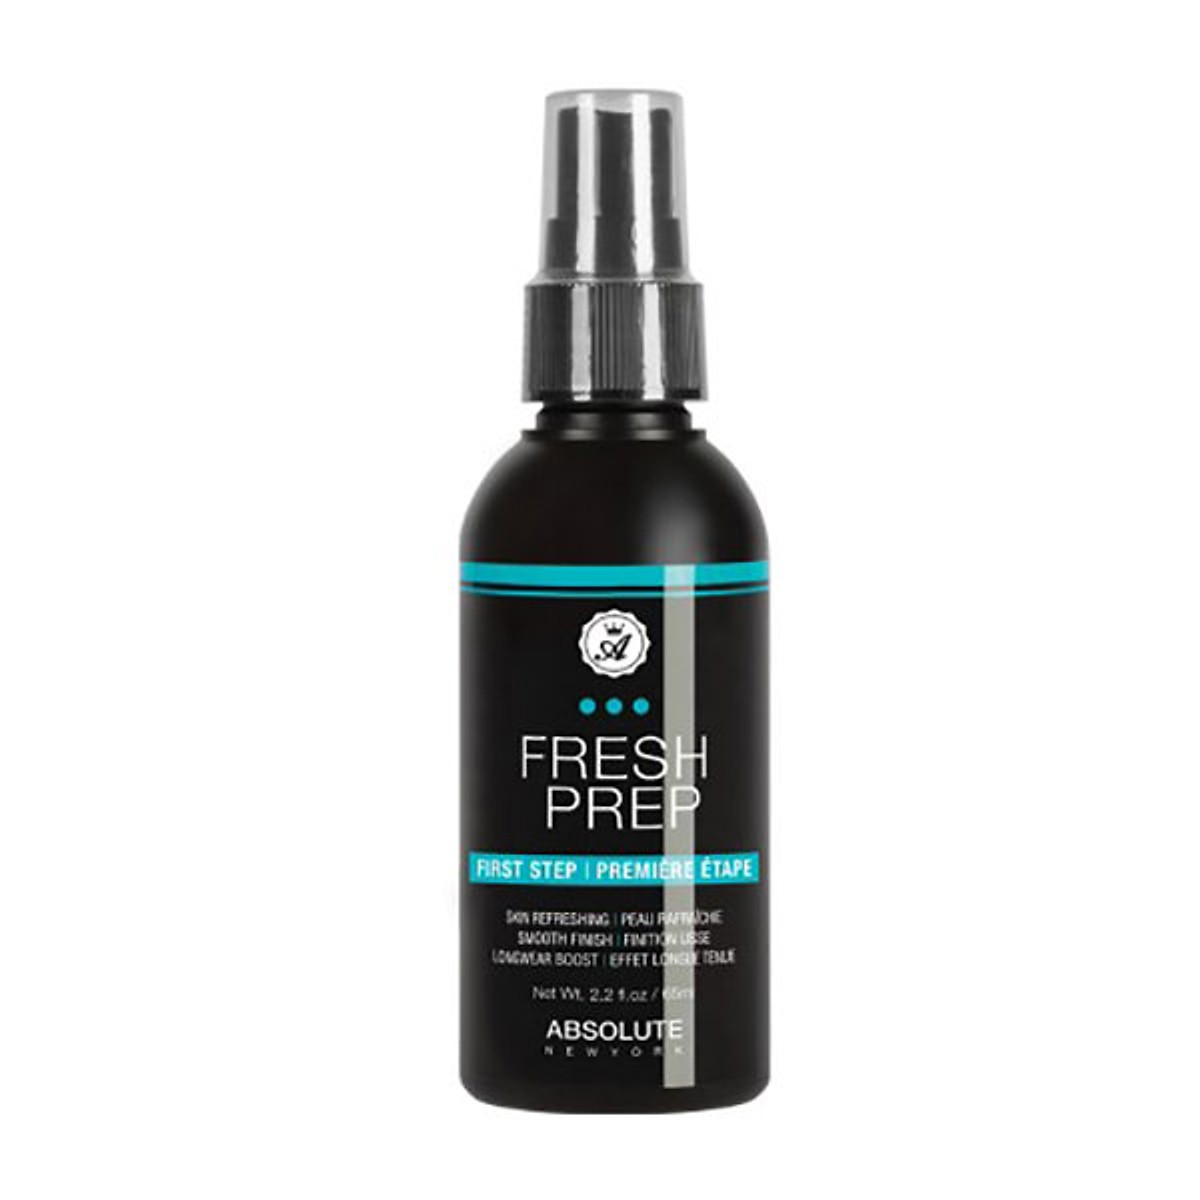 A
FRESH
PREP
FIRST STEP | PREMIÈRE ÉTAPE
SKIN REFRESHING | PEAU RAFRAÎCHIE
SMOOTH FINISH | FINITION LISSE
LONGWEAR BOOST | EFFET LONGUE TENUE
Net Wt. 2.2 fl.oz / 65ml
ABSOLUTE
NEW YORK